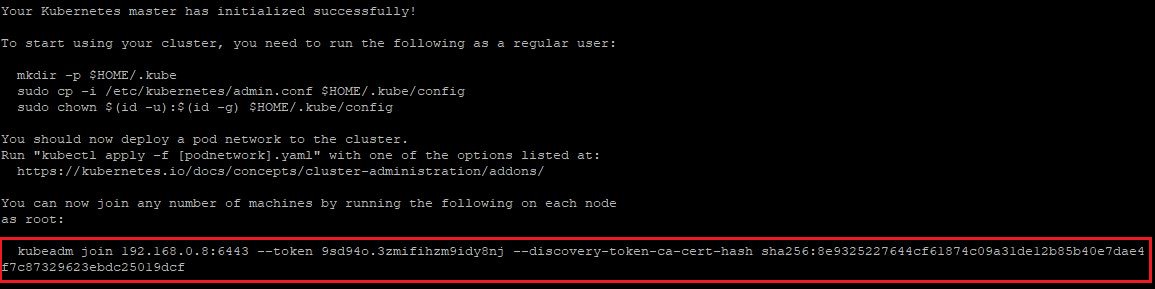 Your Kubernetes master has initialized successfully!
To start using your cluster, you need to run the following as a regular user:
mkdir -p $HOME/.kube
sudo cp -i /etc/kubernetes/admin.conf $HOME/.kube/config
sudo chown $(id -u):$(id -g) $HOME/.kube/config
You should now deploy a pod network to the cluster.
Run "kubectl apply -f [podnetwork].yaml" with one of the options listed at:
https://kubernetes.io/docs/concepts/cluster-administration/addons/
You can now join any number of machines by running the following on each node
as root:
kubeadm join 192.168.0.8:6443 --token 9sd94o.3zmifihzm9idy8nj --discovery-token-ca-cert-hash sha256:8e9325227644cf61874c09a31de12b85b40e7dae4
f7c87329623ebdc25019dcf